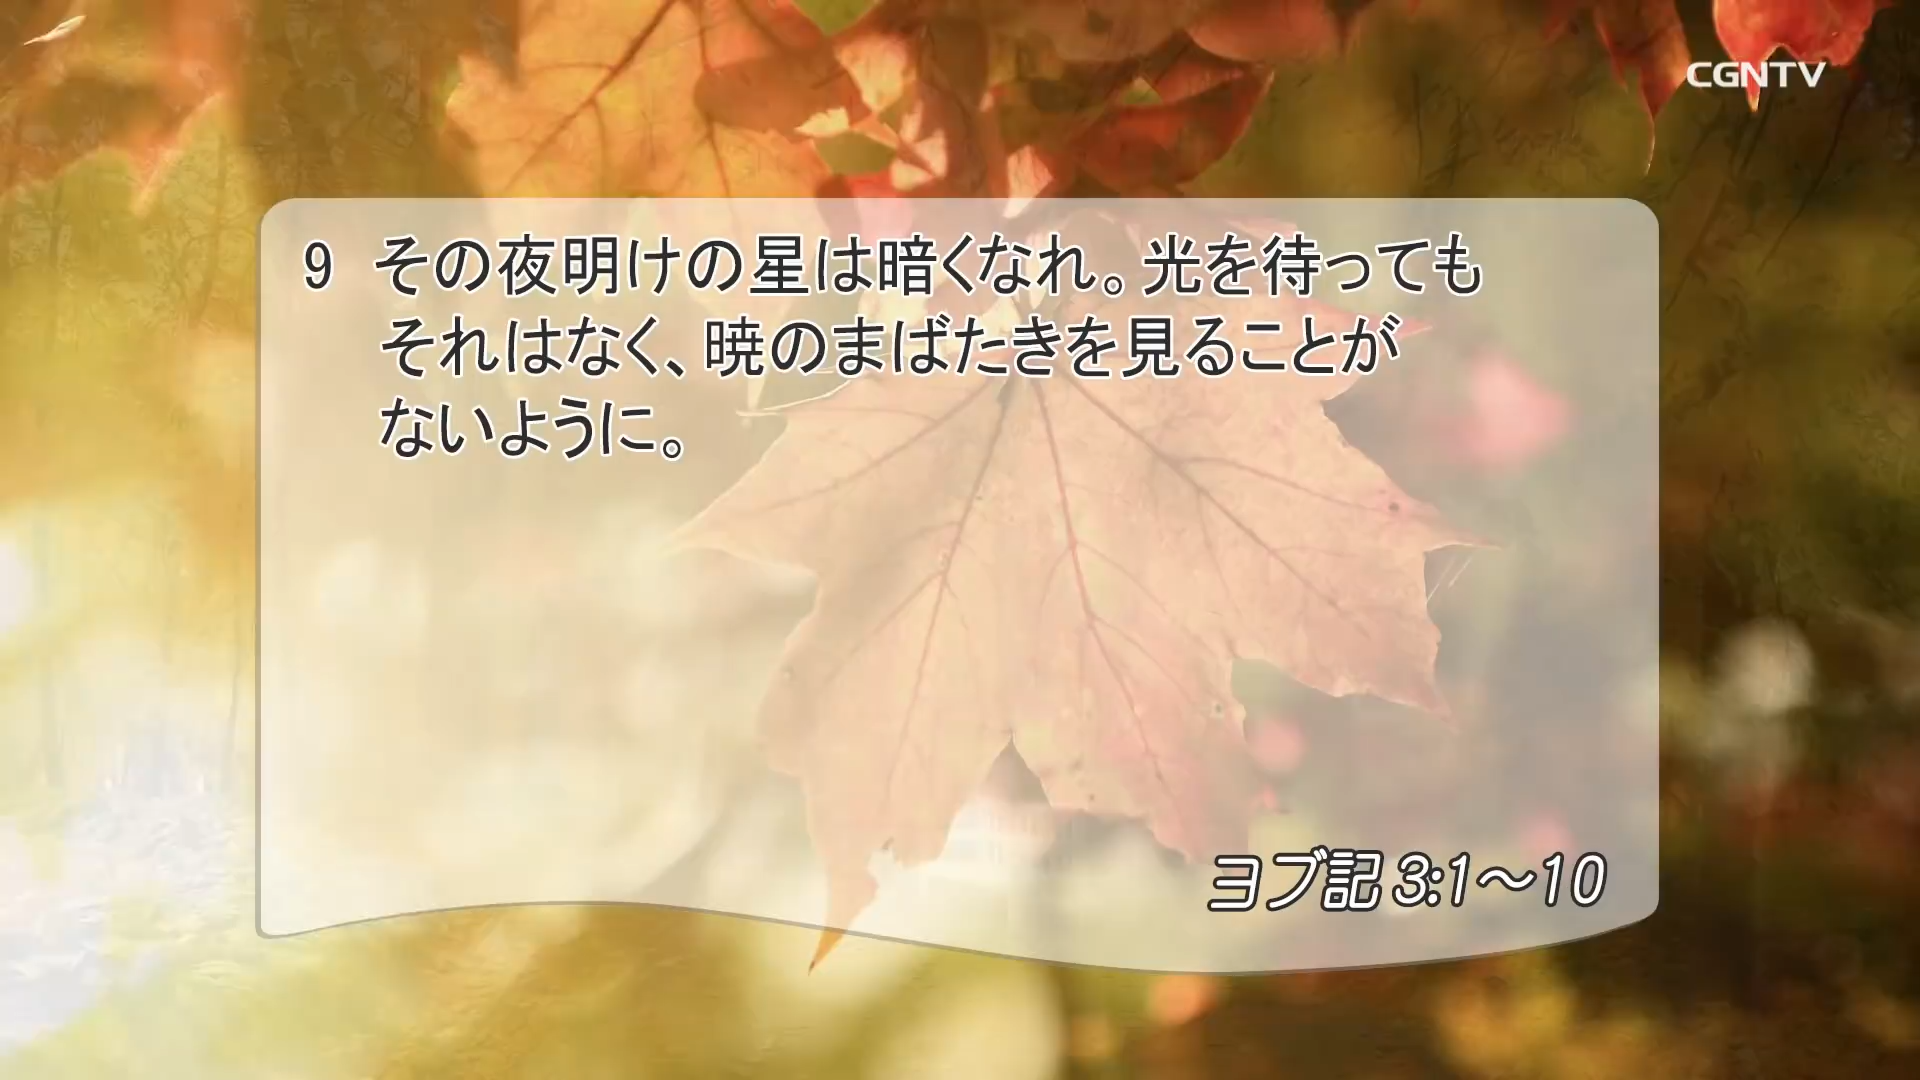 CGNTV
9 その夜明けの星は暗くなれ。光を待っても
それはなく、暁のまばたきを見ることが
ないように。
ヨブ記 3:1～10